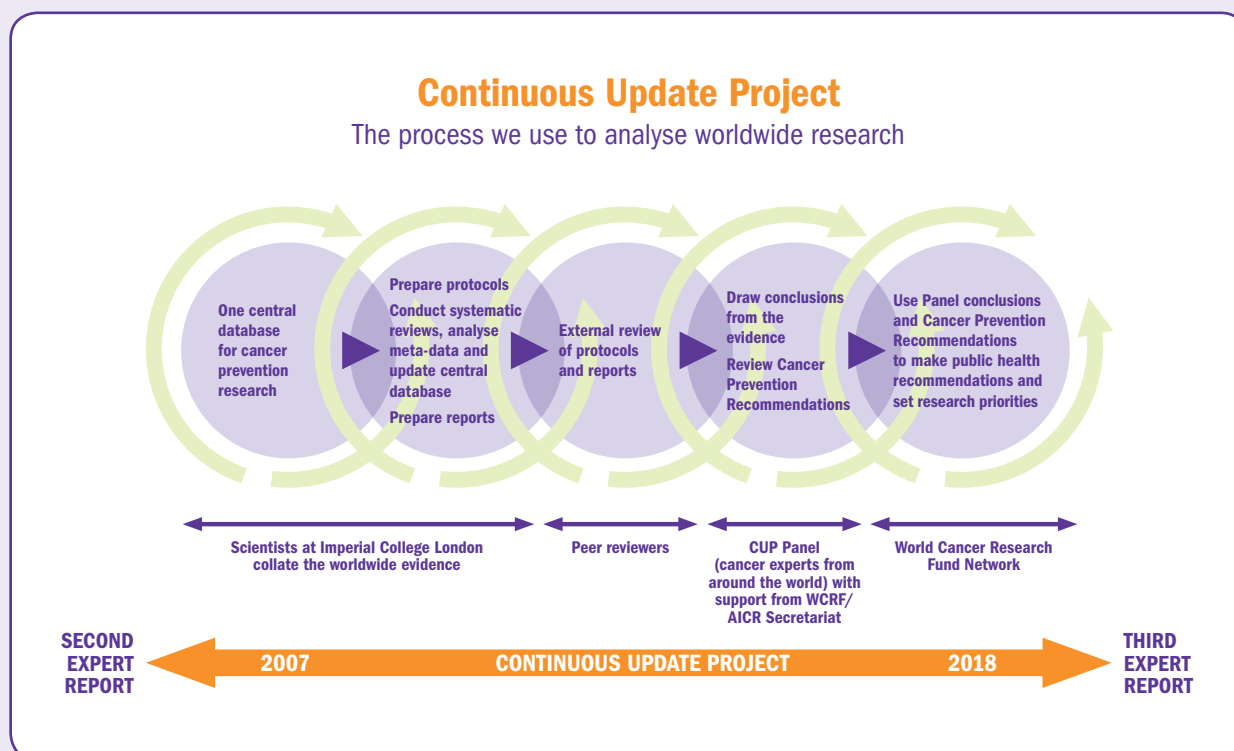 Continuous Update Project
The process we use to analyse worldwide research
One central
database
for cancer
prevention
research
Prepare protocols
Conduct systematic
reviews, analyse
meta-data and
update central
database
Prepare reports
External review
of protocols
and reports
Draw conclusions
from the
evidence
Review Cancer
Prevention
Recommendations
Use Panel conclusions
and Cancer Prevention
Recommendations
to make public health
recommendations and
set research priorities
Scientists at Imperial College London
collate the worldwide evidence
Peer reviewers
CUP Panel
(cancer experts from
around the world) with
support from WCRF/
AICR Secretariat
World Cancer Research
Fund Network
SECOND
EXPERT
REPORT
2007
CONTINUOUS UPDATE PROJECT
2018
THIRD
EXPERT
REPORT